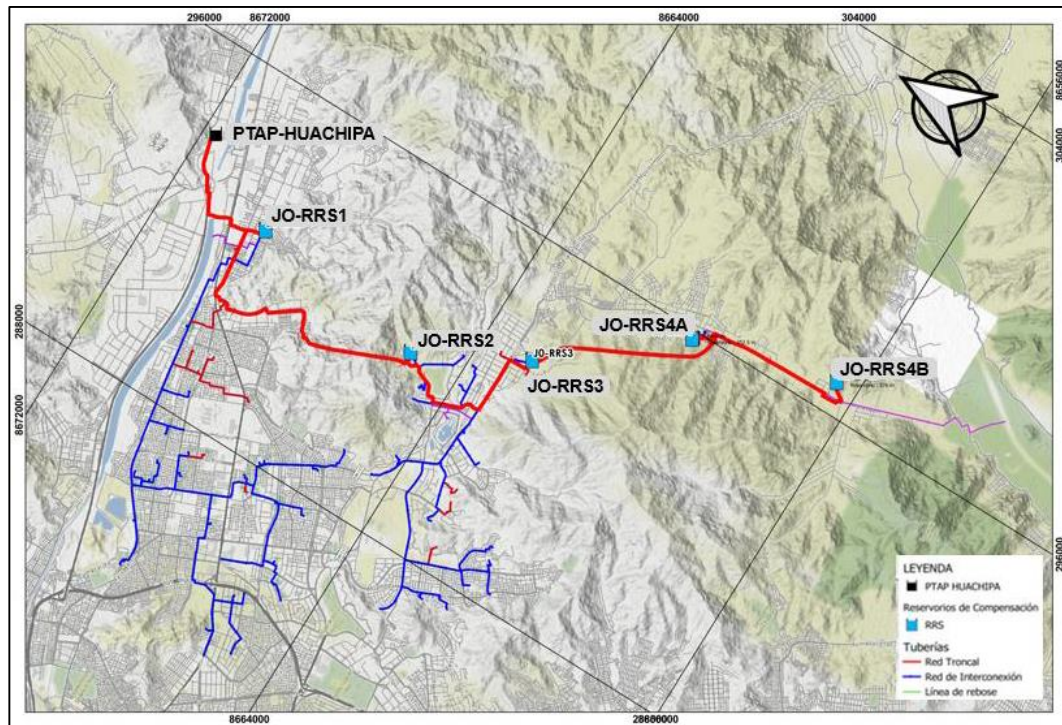 296000
8672000
8664000
304000
8656000
304000
PTAP-HUACHIPA
JO-RRS1
288000
JO-RRS4A
JO-RRS2
JO-RRS3
JO-RRS3
JO-RRS4B
8672000
296000
LEYENDA
PTAP HUACHIPA
Reservorios de Compensación
RRS
Tuberías
Red Troncal
Red de Interconexión
Línea de rebose
8664000